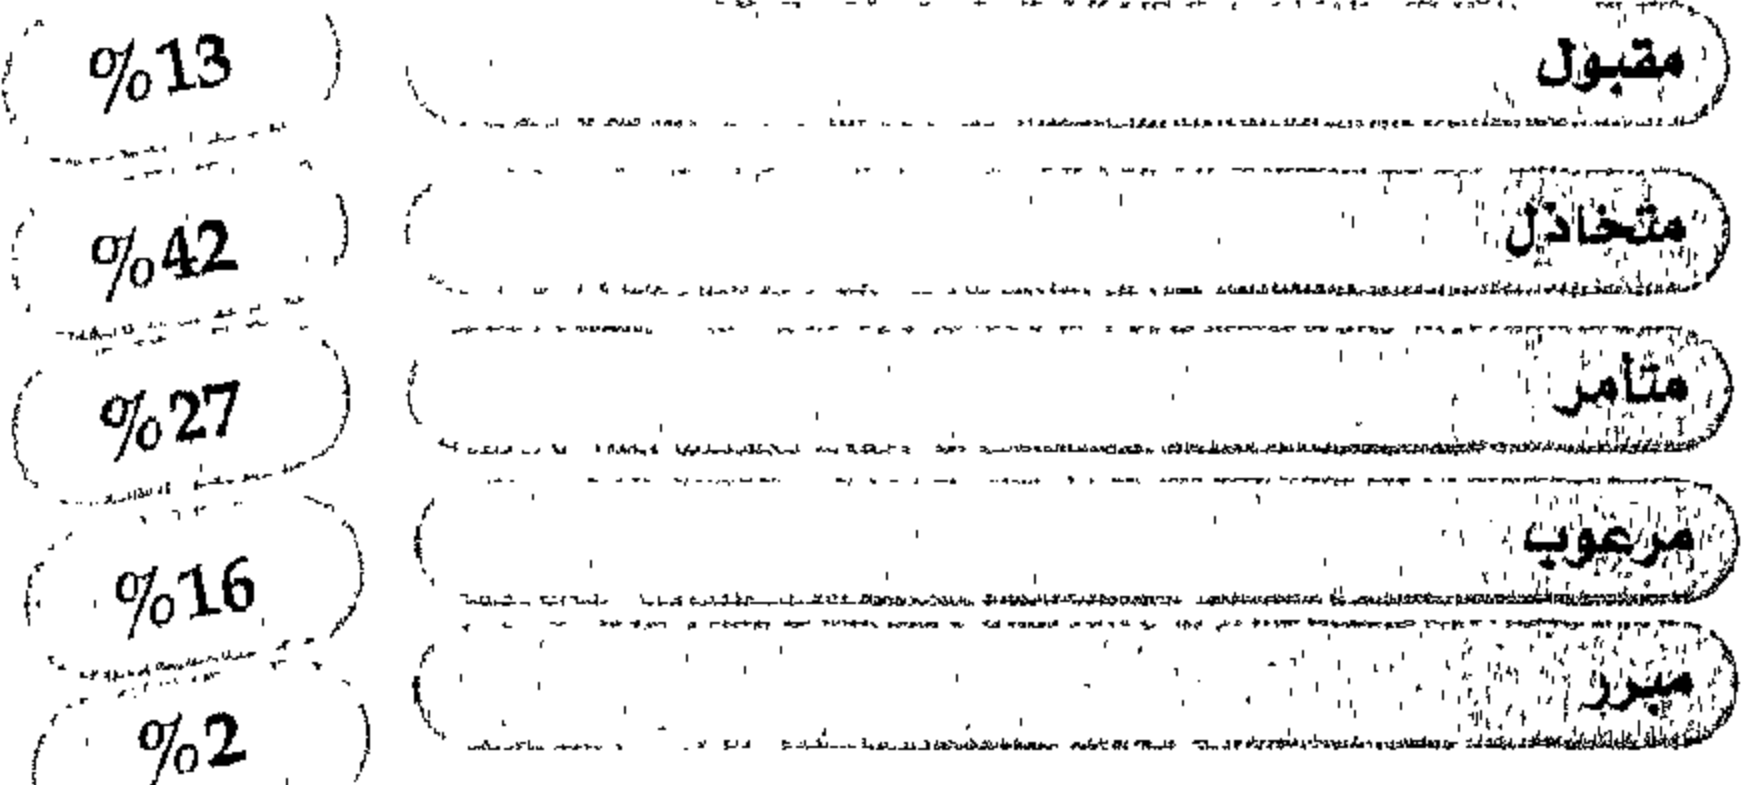 مقبول %13
متخاذل %42
متآمر %27
مرعوب %16
مبرر %2